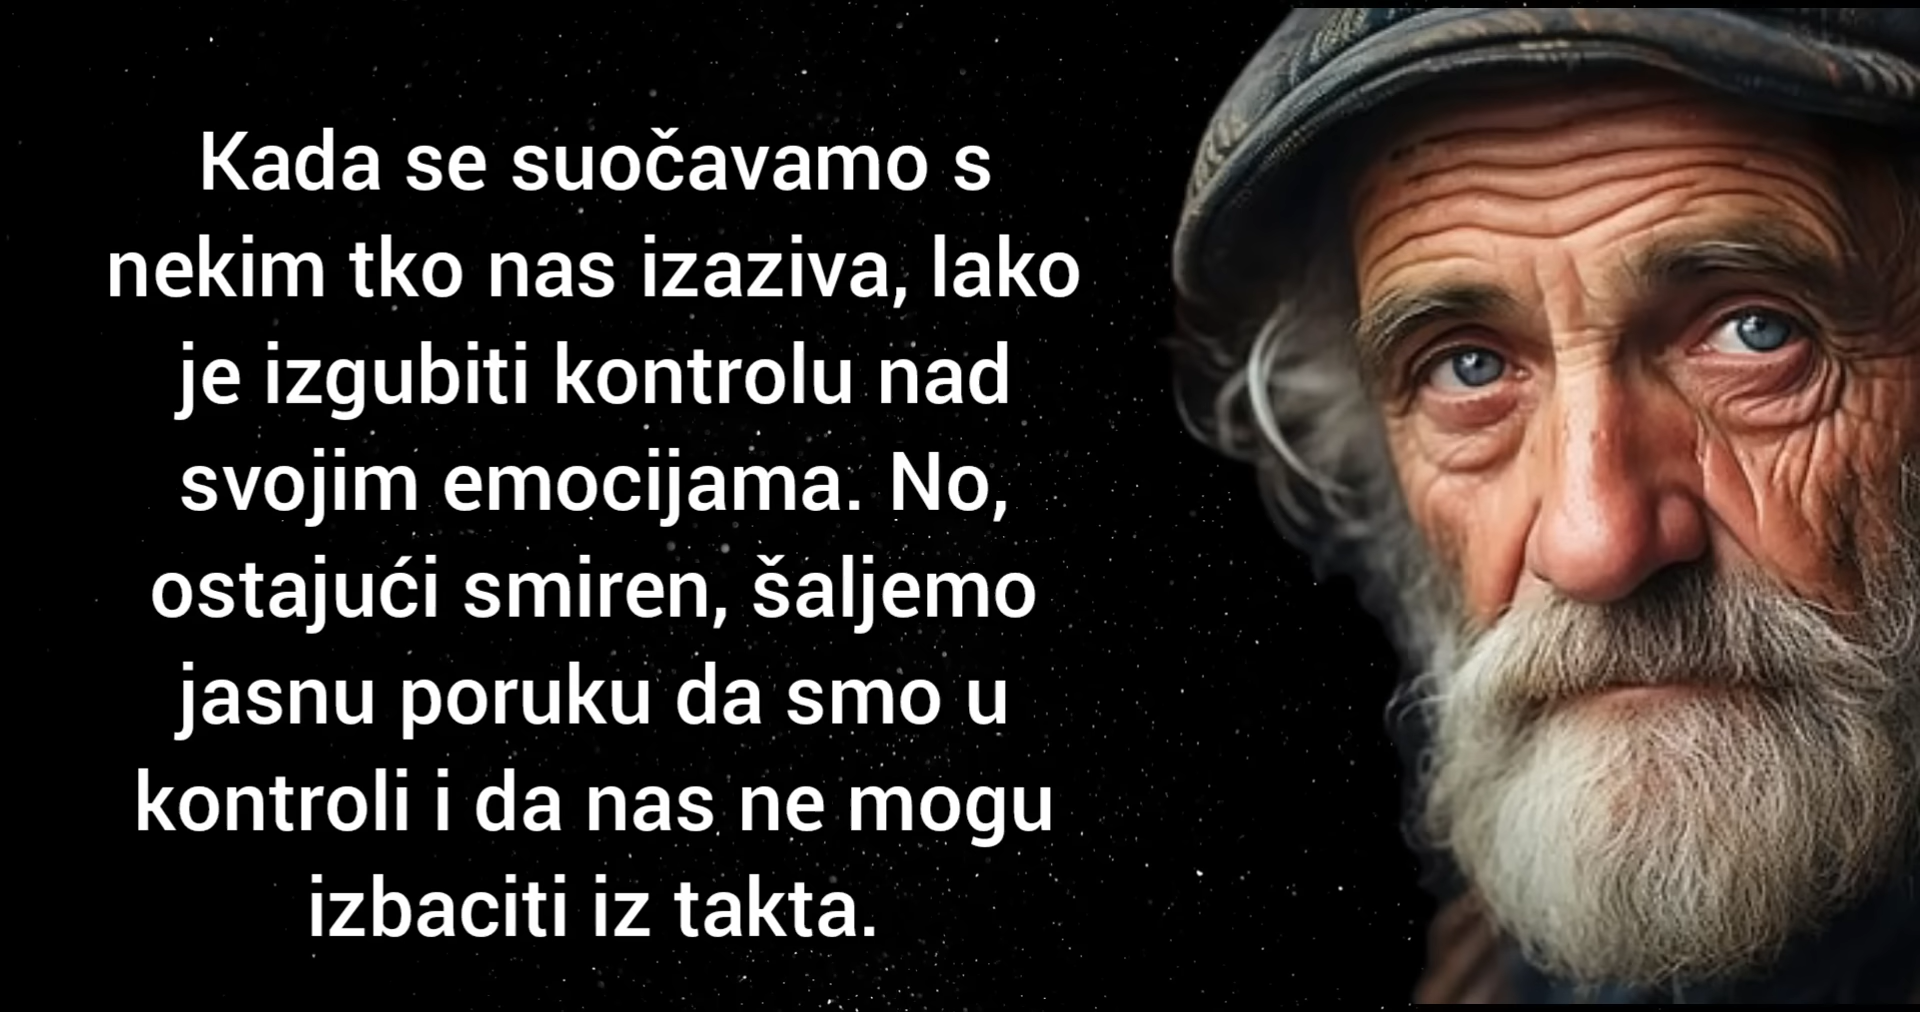 Kada se suočavamo s
nekim tko nas izaziva, lako
je izgubiti kontrolu nad
svojim emocijama. No,
ostajući smiren, šaljemo
jasnu poruku da smo u
kontroli i da nas ne mogu
izbaciti iz takta.